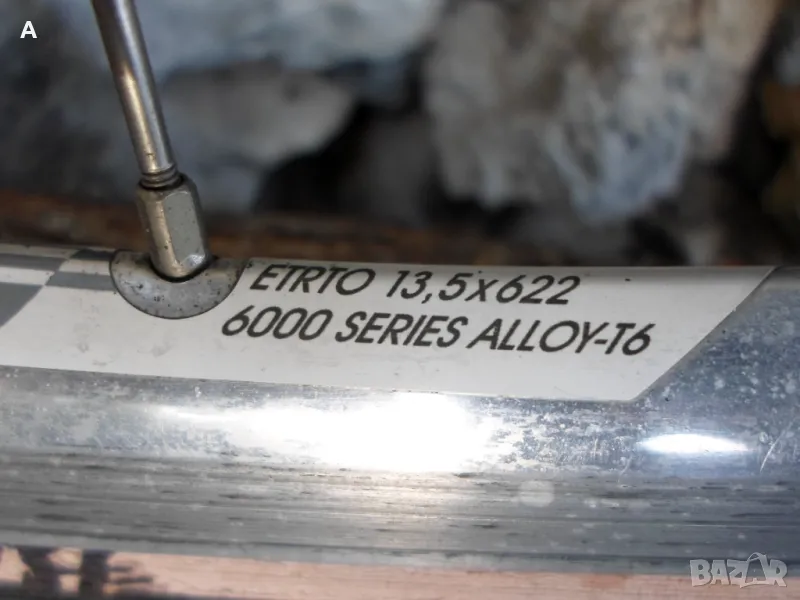 A
ETRTO 13,5x622
6000 SERIES ALLOY-T6
BAZAR